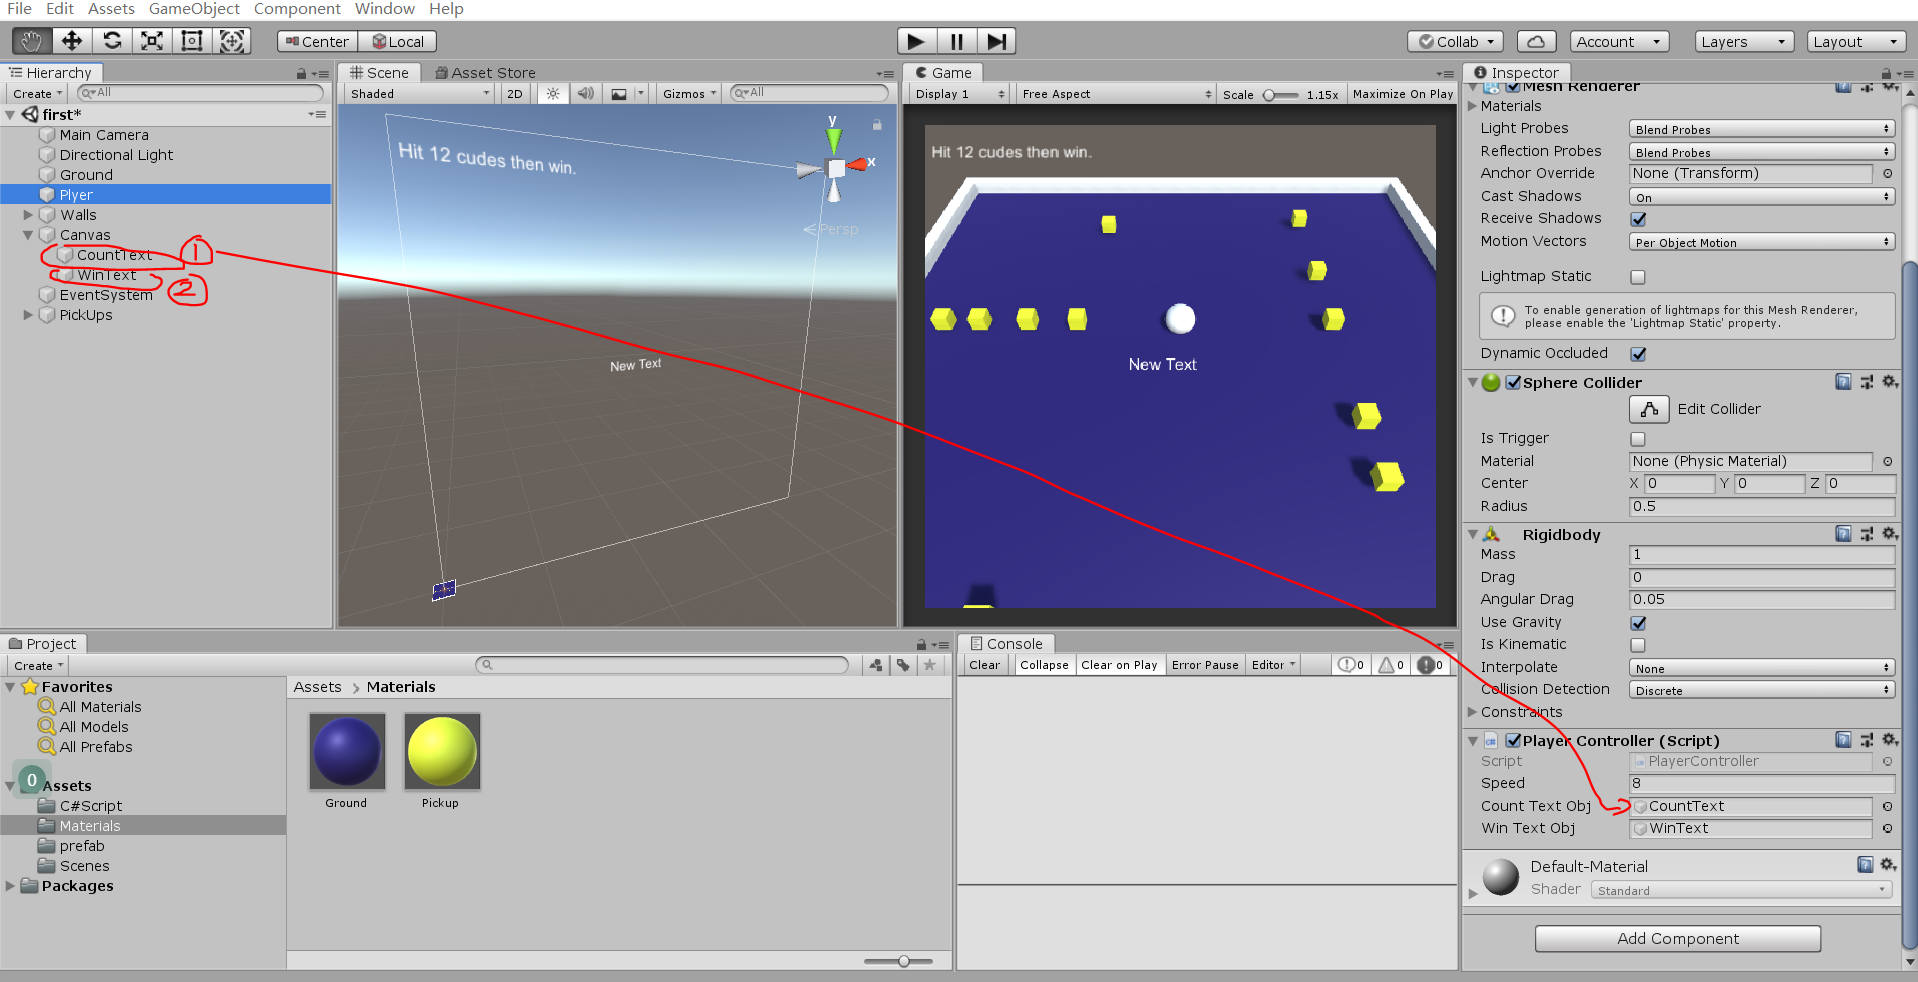 File Edit Assets GameObject Component Window Help
Center Local
Collab Account Layers Layout
Hierarchy
Create All
first*
Main Camera
Directional Light
Ground
Plyer
Walls
Canvas
CountText 1
WinText
EventSystem 2
PickUps
Scene Asset Store
Shaded 2D Gizmos All
Hit 12 cudes then win.
y
x
Persp
New Text
Game
Display 1 Free Aspect Scale 1.15x Maximize On Play
Hit 12 cudes then win.
New Text
Inspector
Mesh Renderer
Materials
Light Probes Blend Probes
Reflection Probes Blend Probes
Anchor Override None (Transform)
Cast Shadows On
Receive Shadows
Motion Vectors Per Object Motion
Lightmap Static
To enable generation of lightmaps for this Mesh Renderer,
please enable the 'Lightmap Static' property.
Dynamic Occluded
Sphere Collider
Edit Collider
Is Trigger
Material None (Physic Material)
Center X 0 Y 0 Z 0
Radius 0.5
Rigidbody
Mass 1
Drag 0
Angular Drag 0.05
Use Gravity
Is Kinematic
Interpolate None
Collision Detection Discrete
Constraints
Player Controller (Script)
Script PlayerController
Speed 8
Count Text Obj CountText
Win Text Obj WinText
Default-Material
Shader Standard
Add Component
Project
Create
Favorites
All Materials
All Models
All Prefabs
0
Assets
C#Script
Materials
prefab
Scenes
Packages
Assets > Materials
Ground Pickup
Console
Clear Collapse Clear on Play Error Pause Editor 0 0 0